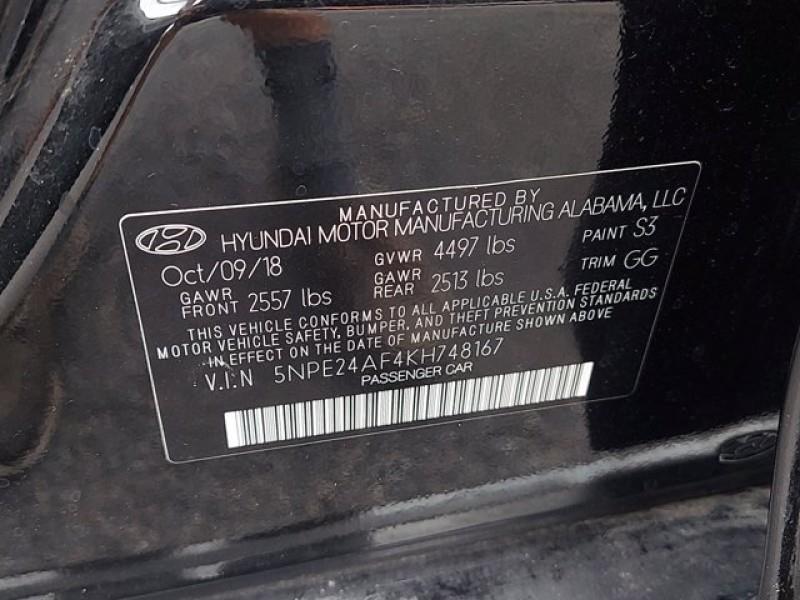 MANUFACTURED BY
HYUNDAI MOTOR MANUFACTURING ALABAMA, LLC
Oct/09/18 GVWR 4497 lbs PAINT S3
GAWR FRONT 2557 lbs GAWR REAR 2513 lbs TRIM GG
THIS VEHICLE CONFORMS TO ALL APPLICABLE U.S.A. FEDERAL
MOTOR VEHICLE SAFETY, BUMPER, AND THEFT PREVENTION STANDARDS
IN EFFECT ON THE DATE OF MANUFACTURE SHOWN ABOVE
V.I.N 5NPE24AF4KH748167
PASSENGER CAR